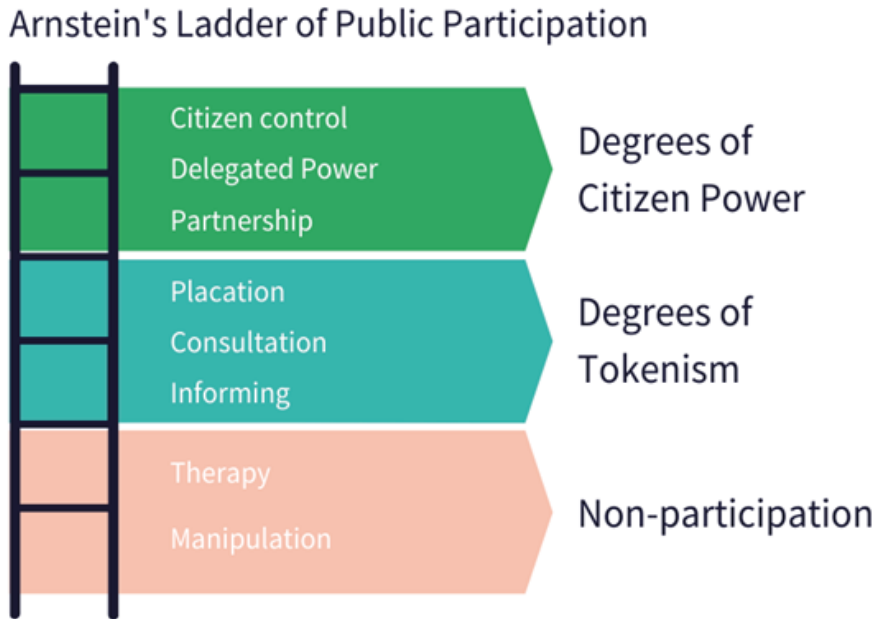 Arnstein's Ladder of Public Participation
Citizen control
Delegated Power
Partnership
Degrees of
Citizen Power
Placation
Consultation
Informing
Degrees of
Tokenism
Therapy
Manipulation
Non-participation